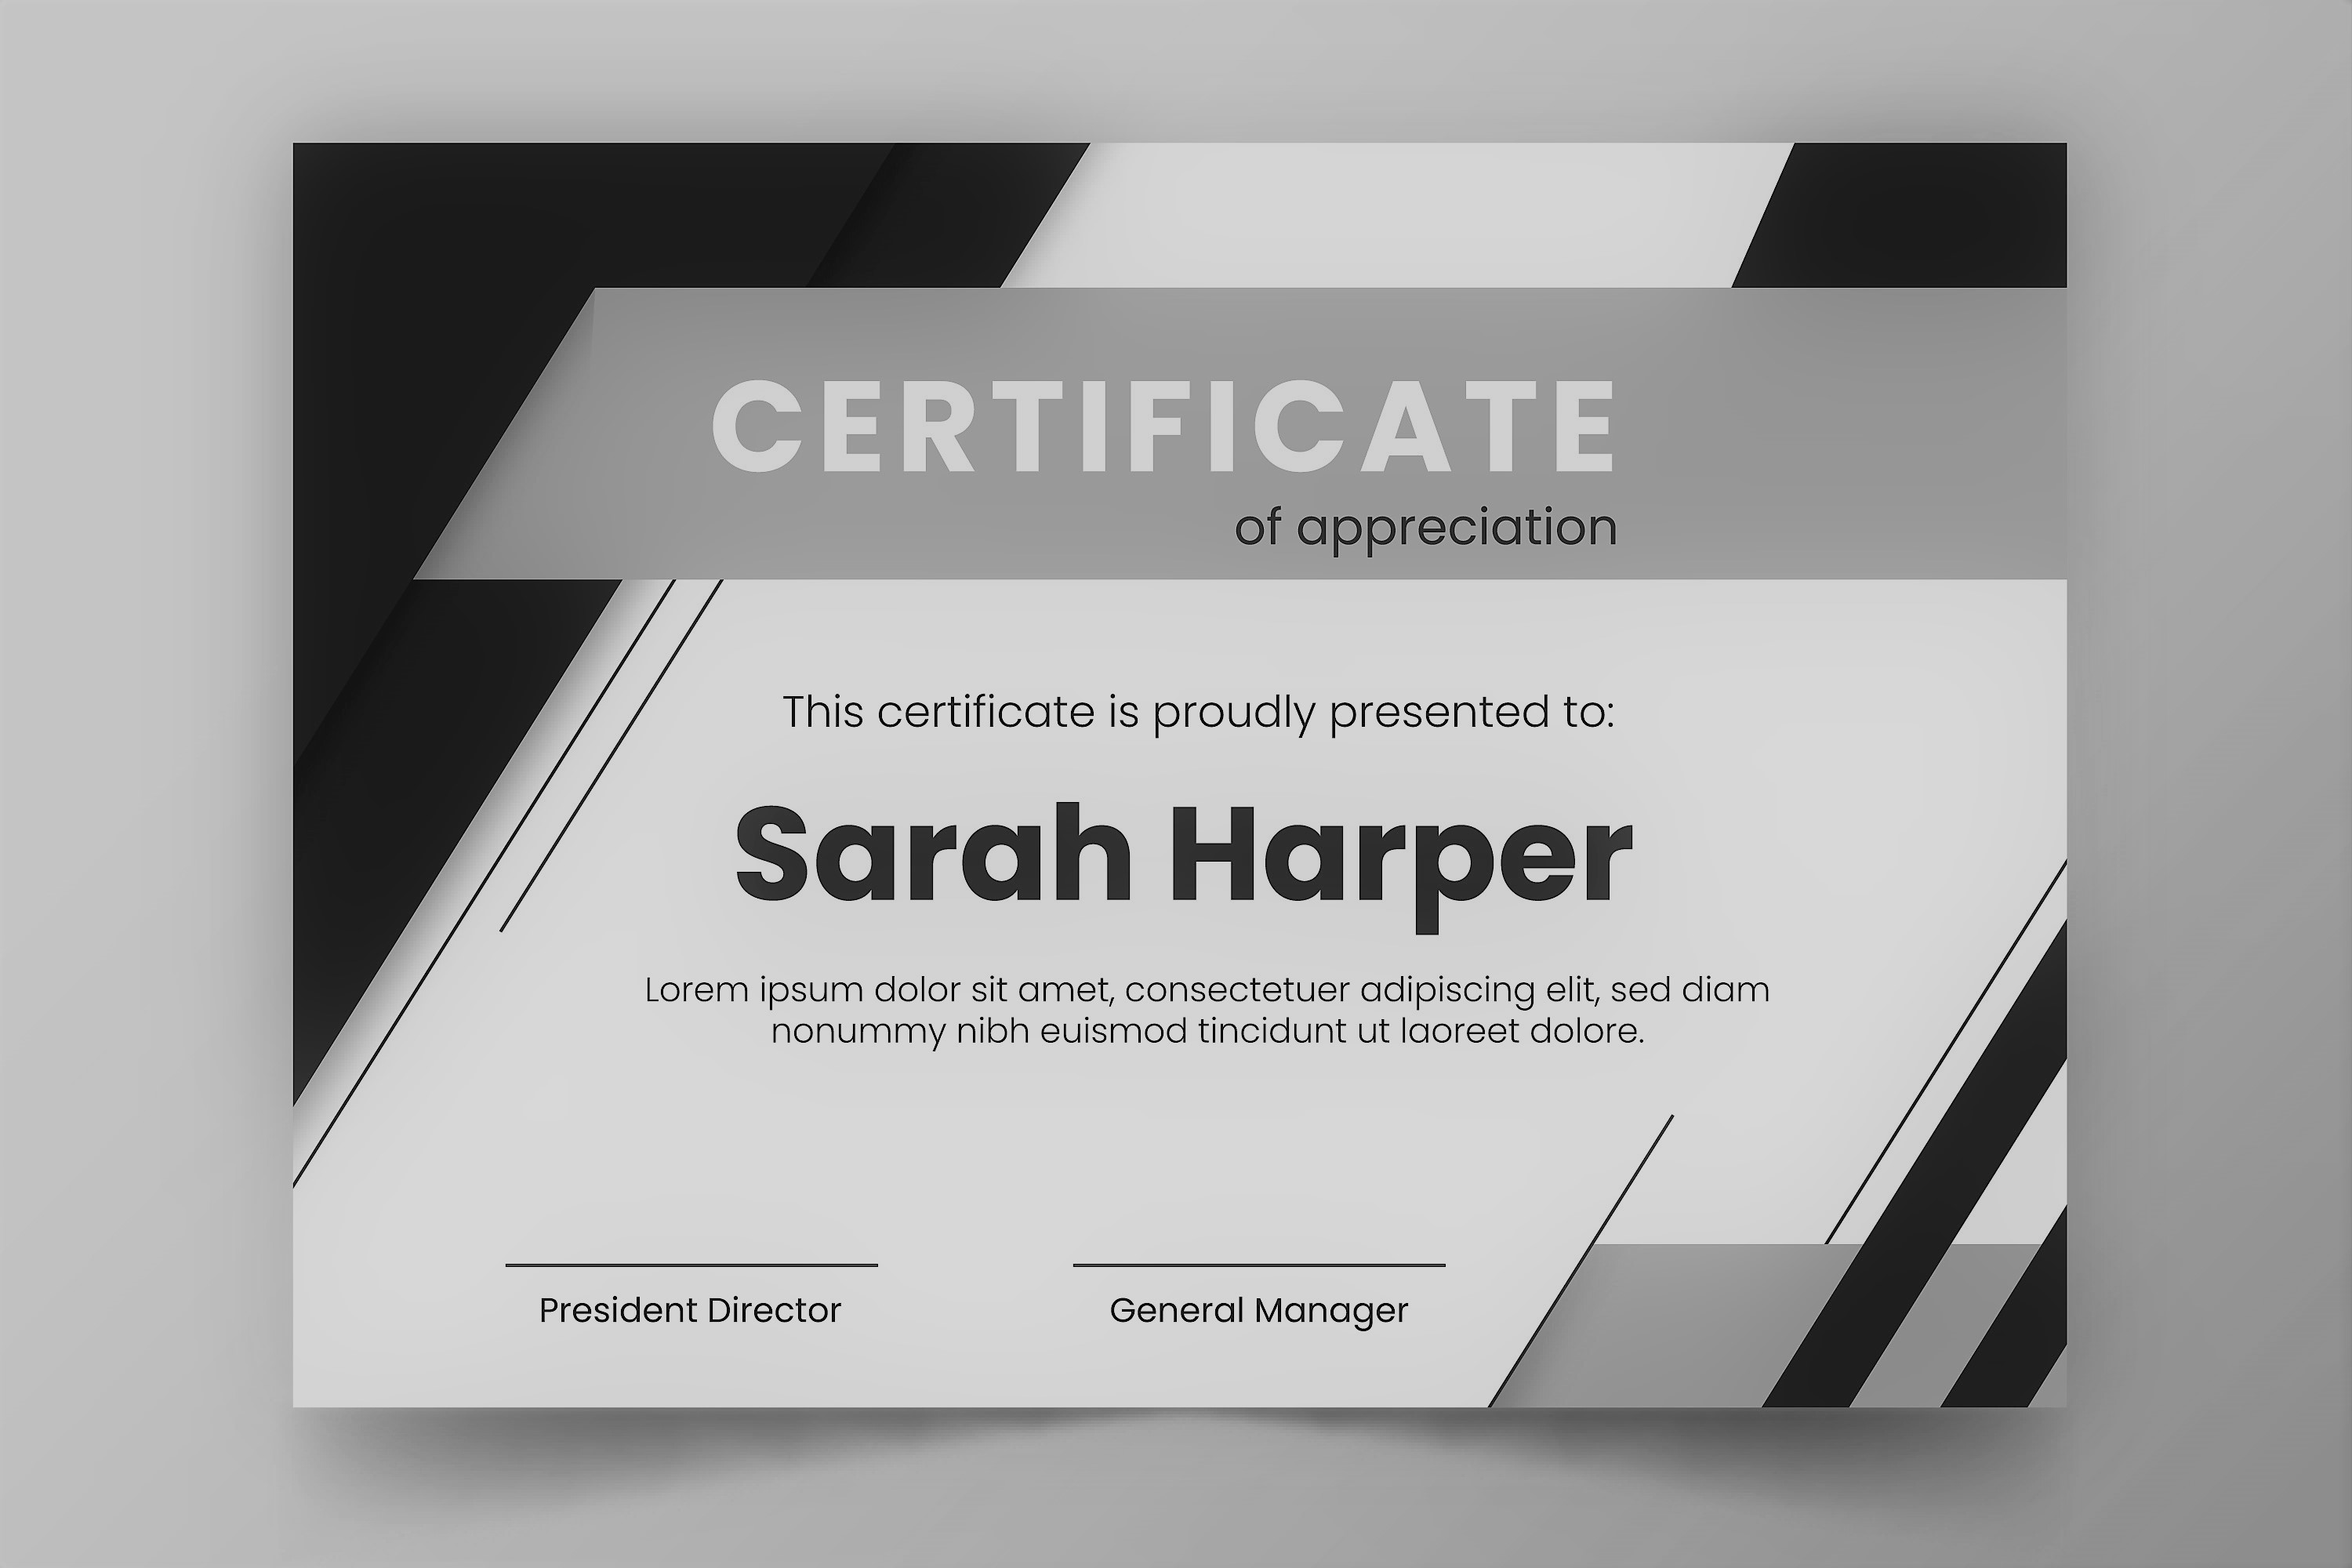 CERTIFICATE
of appreciation
This certificate is proudly presented to:
Sarah Harper
Lorem ipsum dolor sit amet, consectetuer adipiscing elit, sed diam
nonummy nibh euismod tincidunt ut laoreet dolore.
President Director
General Manager